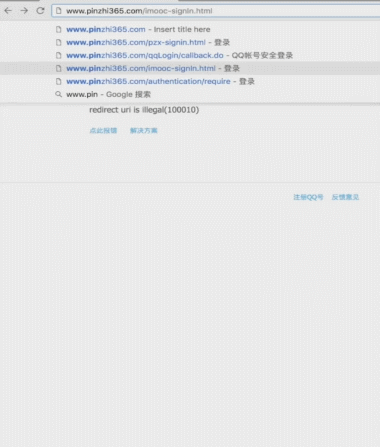 www.pinzhi365.com/imooc-signin.html
www.pinzhi365.com - Insert title here
www.pinzhi365.com/pzx-signin.html - 登录
www.pinzhi365.com/qqLogin/callback.do - QQ帐号安全登录
www.pinzhi365.com/imooc-signin.html - 登录
www.pinzhi365.com/authentication/require - 登录
www.pin - Google 搜索
redirect uri is illegal(100010)
点此报错 解决方案
注册QQ号 反馈意见